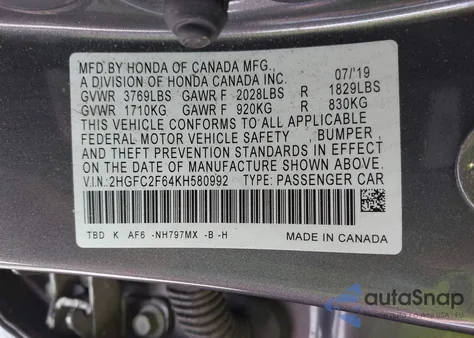 MFD.BY HONDA OF CANADA MFG.,
A DIVISION OF HONDA CANADA INC. 07/'19
GVWR 3769LBS GAWR F 2028LBS R 1829LBS
GVWR 1710KG GAWR F 920KG R 830KG
THIS VEHICLE CONFORMS TO ALL APPLICABLE
FEDERAL MOTOR VEHICLE SAFETY BUMPER,
AND THEFT PREVENTION STANDARDS IN EFFECT
ON THE DATE OF MANUFACTURE SHOWN ABOVE.
V.I.N.: 2HGFC2F64KH580992 TYPE: PASSENGER CAR
TBD K AF6 -NH797MX -B -H MADE IN CANADA
autoSnap